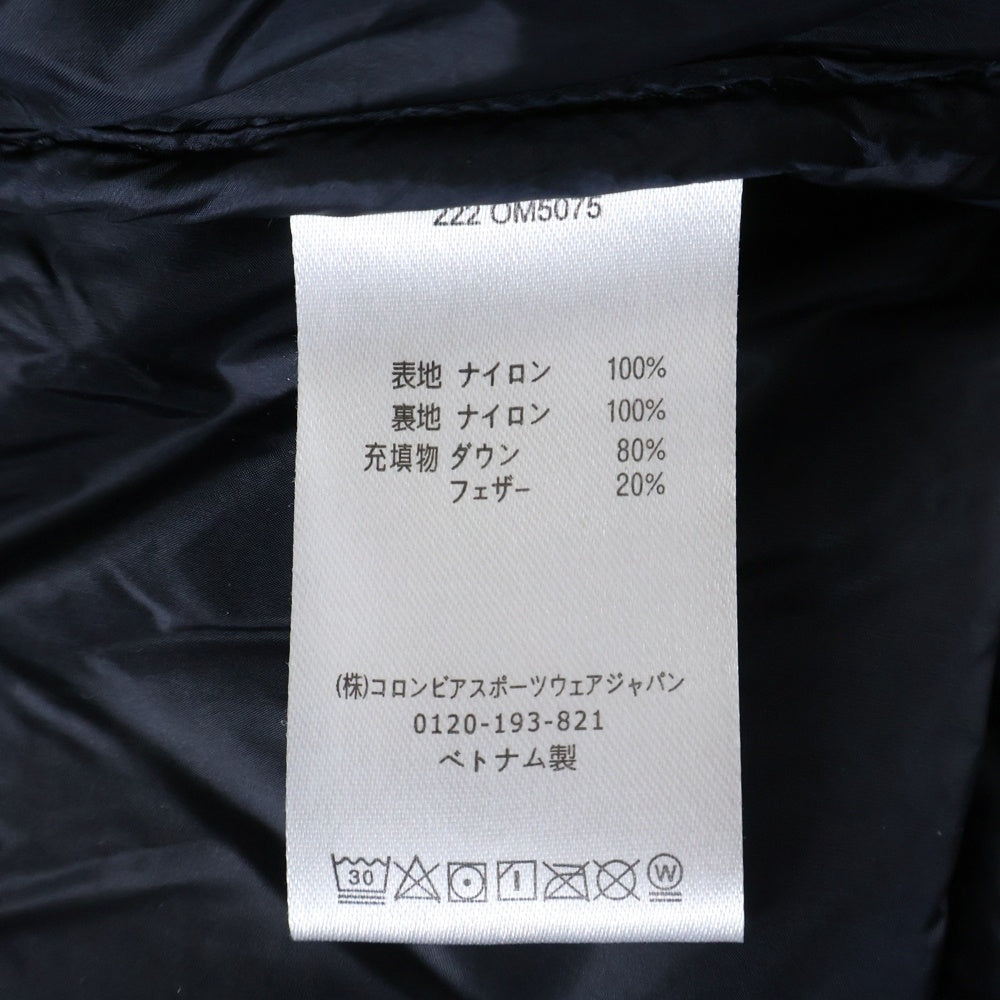 222 OM5075
表地 ナイロン 100%
裏地 ナイロン 100%
充填物 ダウン 80%
フェザー 20%
(株)コロンビアスポーツウェアジャパン
0120-193-821
ベトナム製
30 W